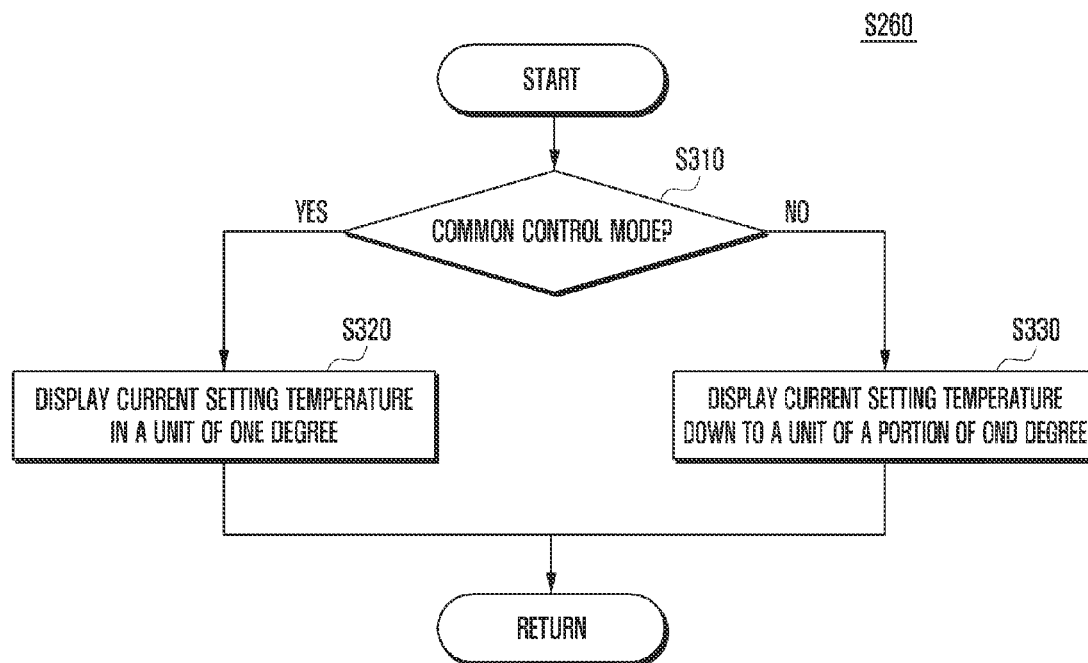 S260
START
S310
YES
COMMON CONTROL MODE?
NO
S320
DISPLAY CURRENT SETTING TEMPERATURE
IN A UNIT OF ONE DEGREE
S330
DISPLAY CURRENT SETTING TEMPERATURE
DOWN TO A UNIT OF A PORTION OF OND DEGREE
RETURN